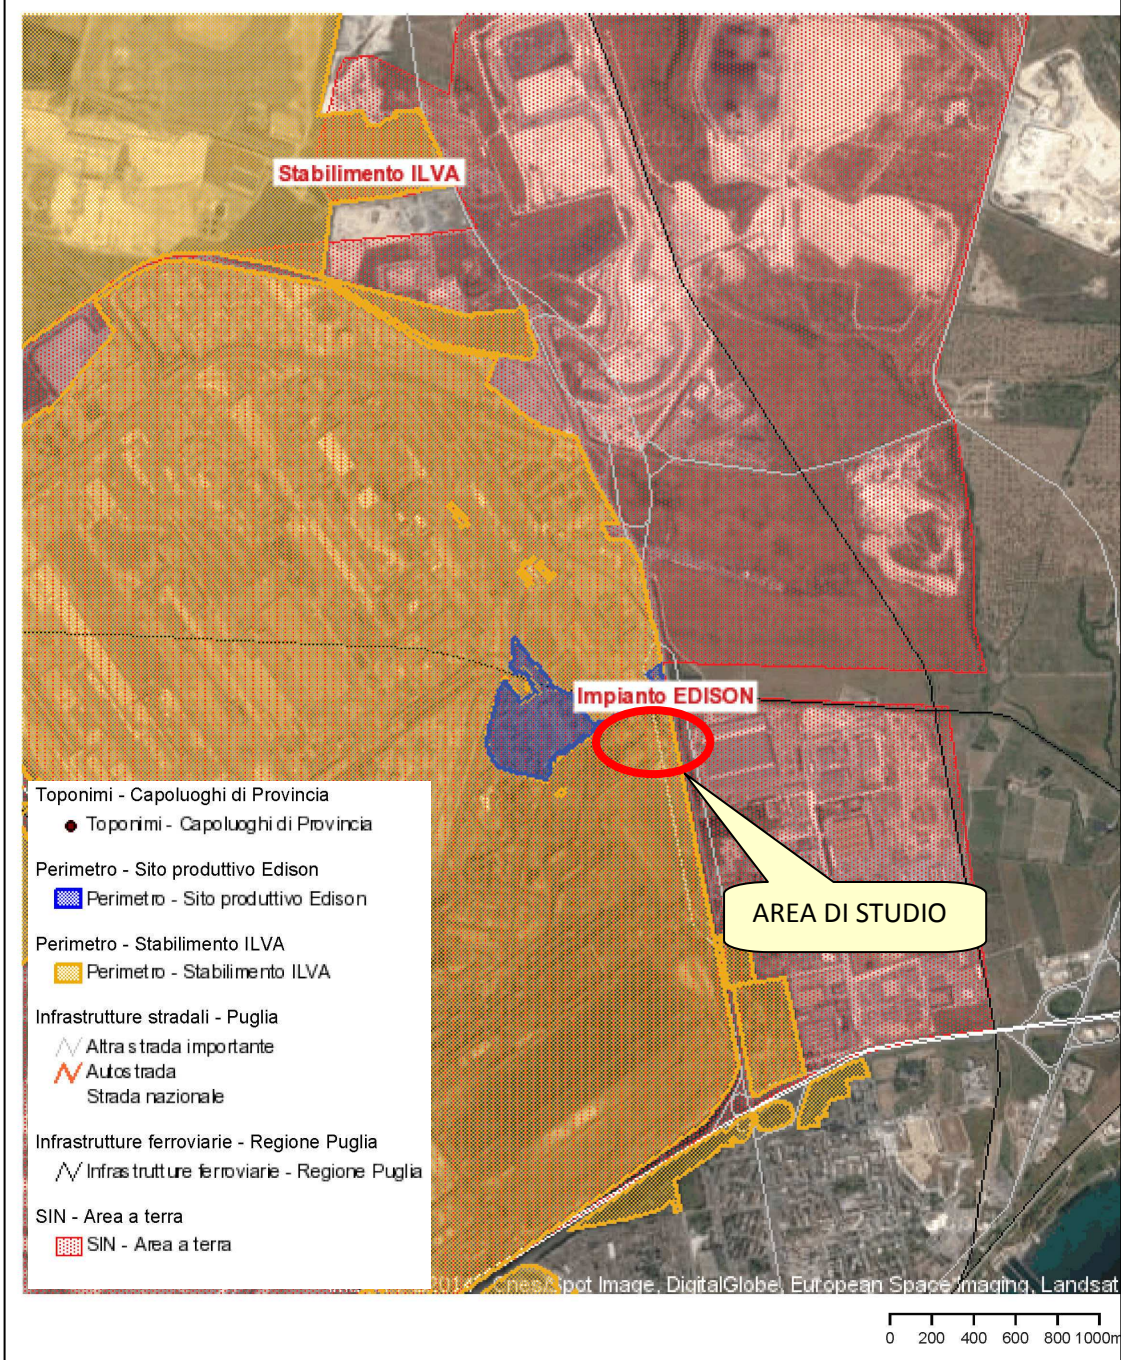 Stabilimento ILVA
Impianto EDISON
AREA DI STUDIO
Toponimi - Capoluoghi di Provincia
Toponimi - Capoluoghi di Provincia
Perimetro - Sito produttivo Edison
Perimetro - Sito produttivo Edison
Perimetro - Stabilimento ILVA
Perimetro - Stabilimento ILVA
Infrastrutture stradali - Puglia
Altra strada importante
Autostrada
Strada nazionale
Infrastrutture ferroviarie - Regione Puglia
Infrastrutture ferroviarie - Regione Puglia
SIN - Area a terra
SIN - Area a terra
Cnes/Spot Image, DigitalGlobe, European Space Imaging, Landsat
0 200 400 600 800 1000m